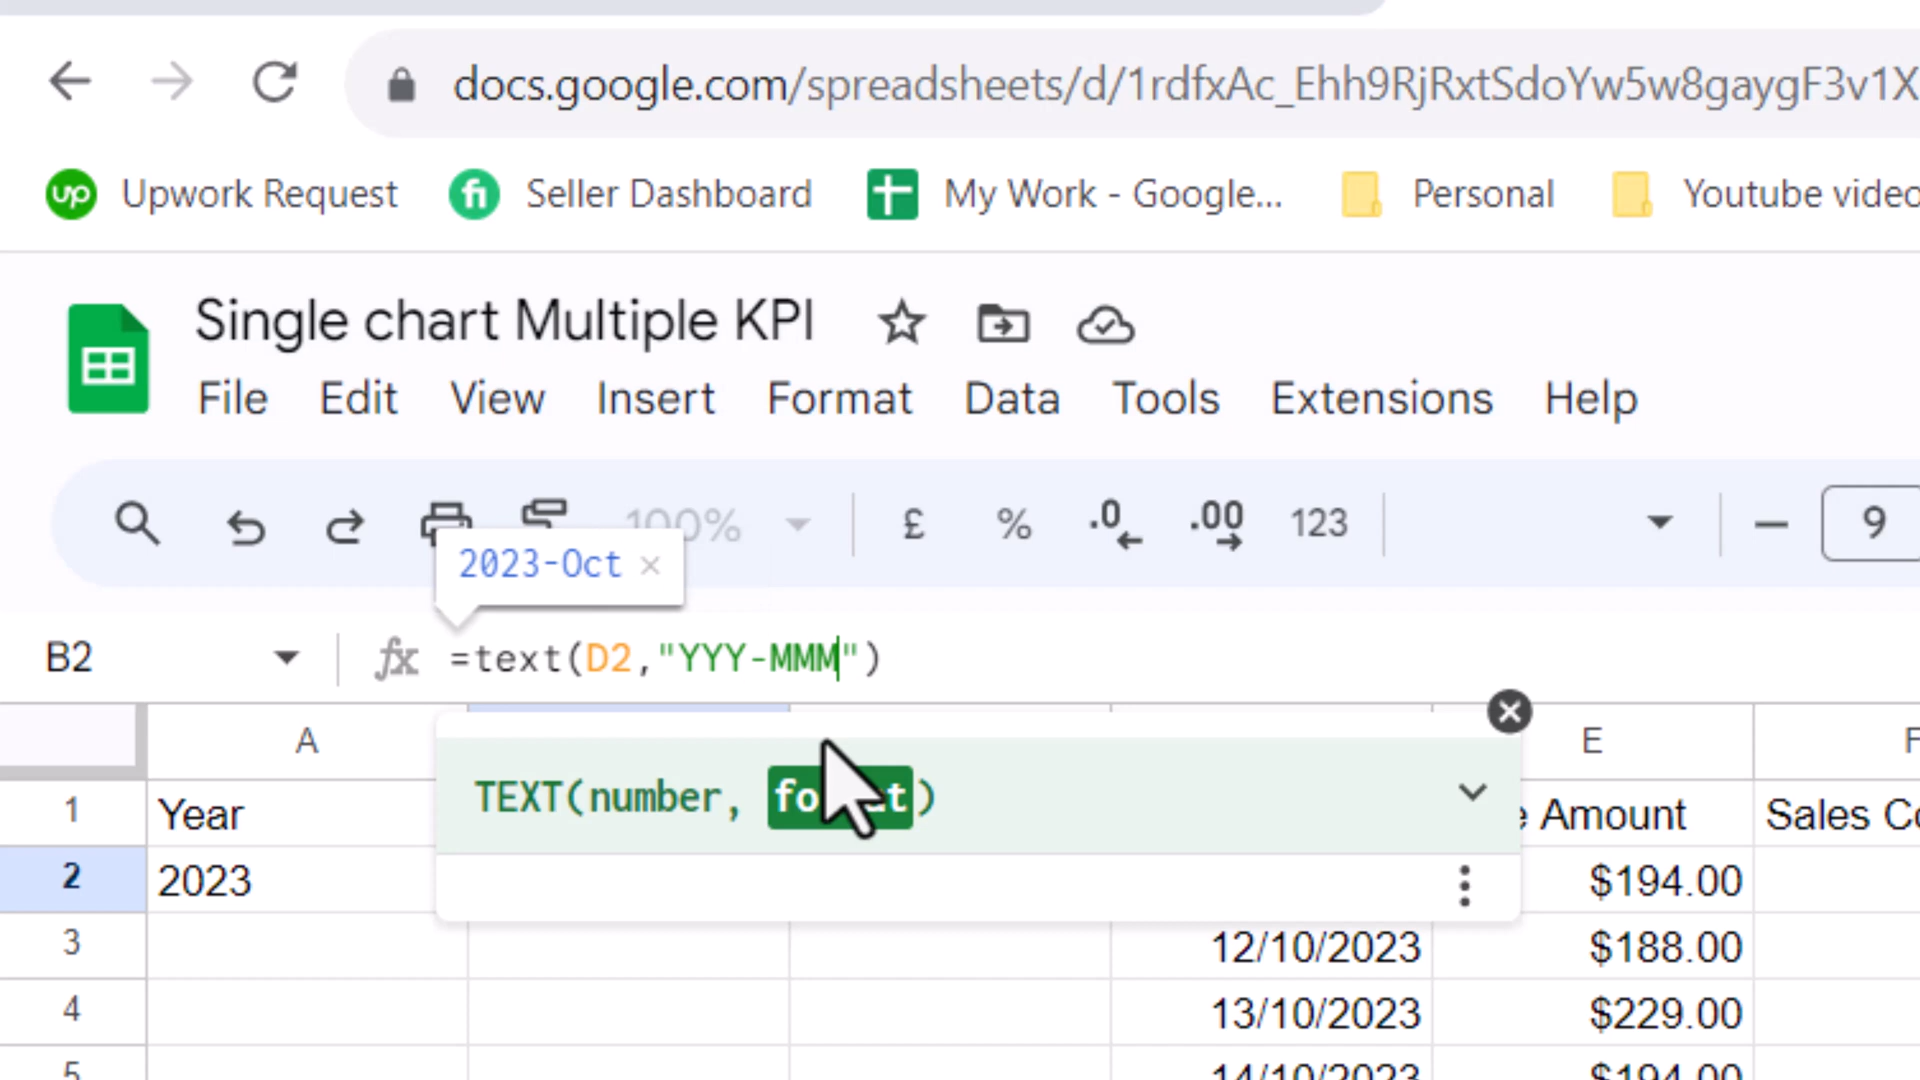 docs.google.com/spreadsheets/d/1rdfxAc_Ehh9RjRxtSdoYw5w8gaygF3v1X
up Upwork Request fi Seller Dashboard My Work - Google... Personal Youtube video
Single chart Multiple KPI
File Edit View Insert Format Data Tools Extensions Help
100% £ % .0 .00 123 9
2023-Oct ×
B2 fx =text(D2,"YYY-MMM")
A E F
TEXT(number, )
1 Year Amount Sales Co
2 2023 $194.00
3 12/10/2023 $188.00
4 13/10/2023 $229.00
5 14/10/2023 $194.00